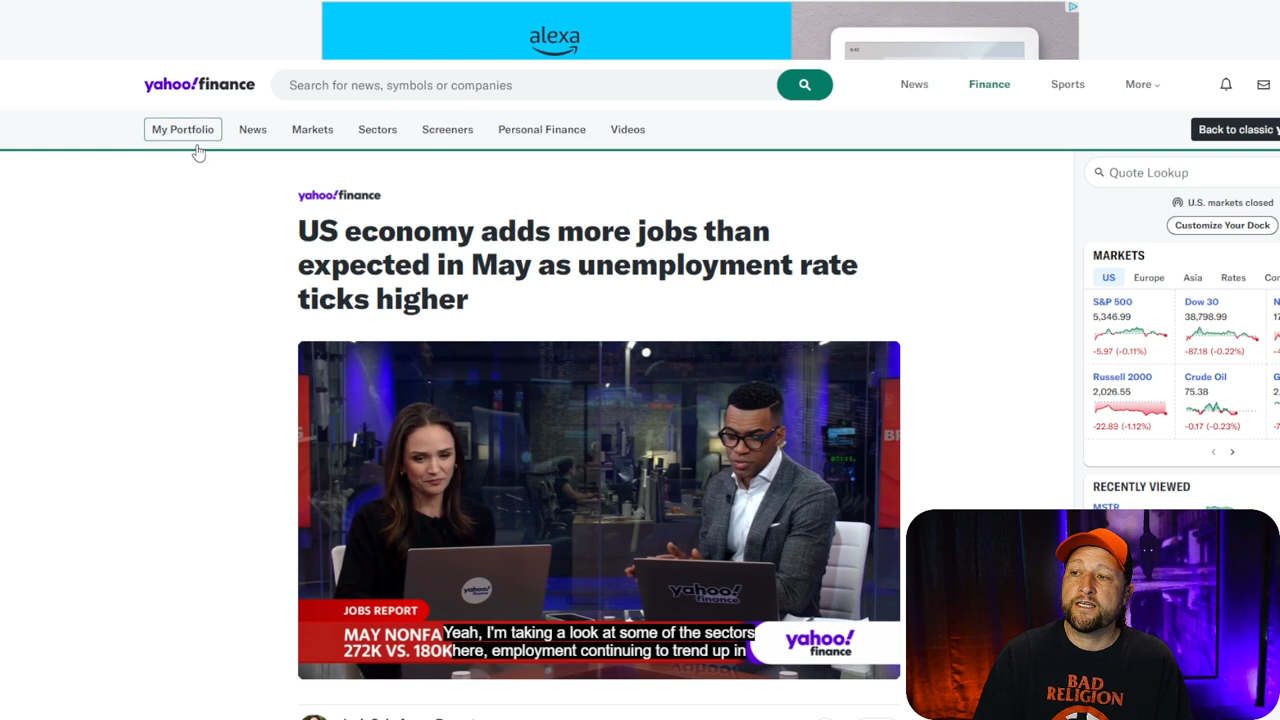 alexa
yahoo!finance
Search for news, symbols or companies
News
Finance
Sports
More
My Portfolio
News
Markets
Sectors
Screeners
Personal Finance
Videos
Back to classic
Quote Lookup
U.S. markets closed
Customize Your Dock
yahoo!finance
US economy adds more jobs than
expected in May as unemployment rate
ticks higher
MARKETS
US
Europe
Asia
Rates
S&P 500
Dow 30
5,346.99
38,798.99
-5.97 (-0.11%)
-87.18 (-0.22%)
Russell 2000
Crude Oil
2,026.55
75.38
-22.89 (-1.12%)
-0.17 (-0.23%)
RECENTLY VIEWED
MSTR
yahoo!
yahoo!
finance
JOBS REPORT
MAY NONFA
272K VS. 180K
Yeah, I'm taking a look at some of the sectors
here, employment continuing to trend up in
yahoo!
finance
BAD
RELIGION